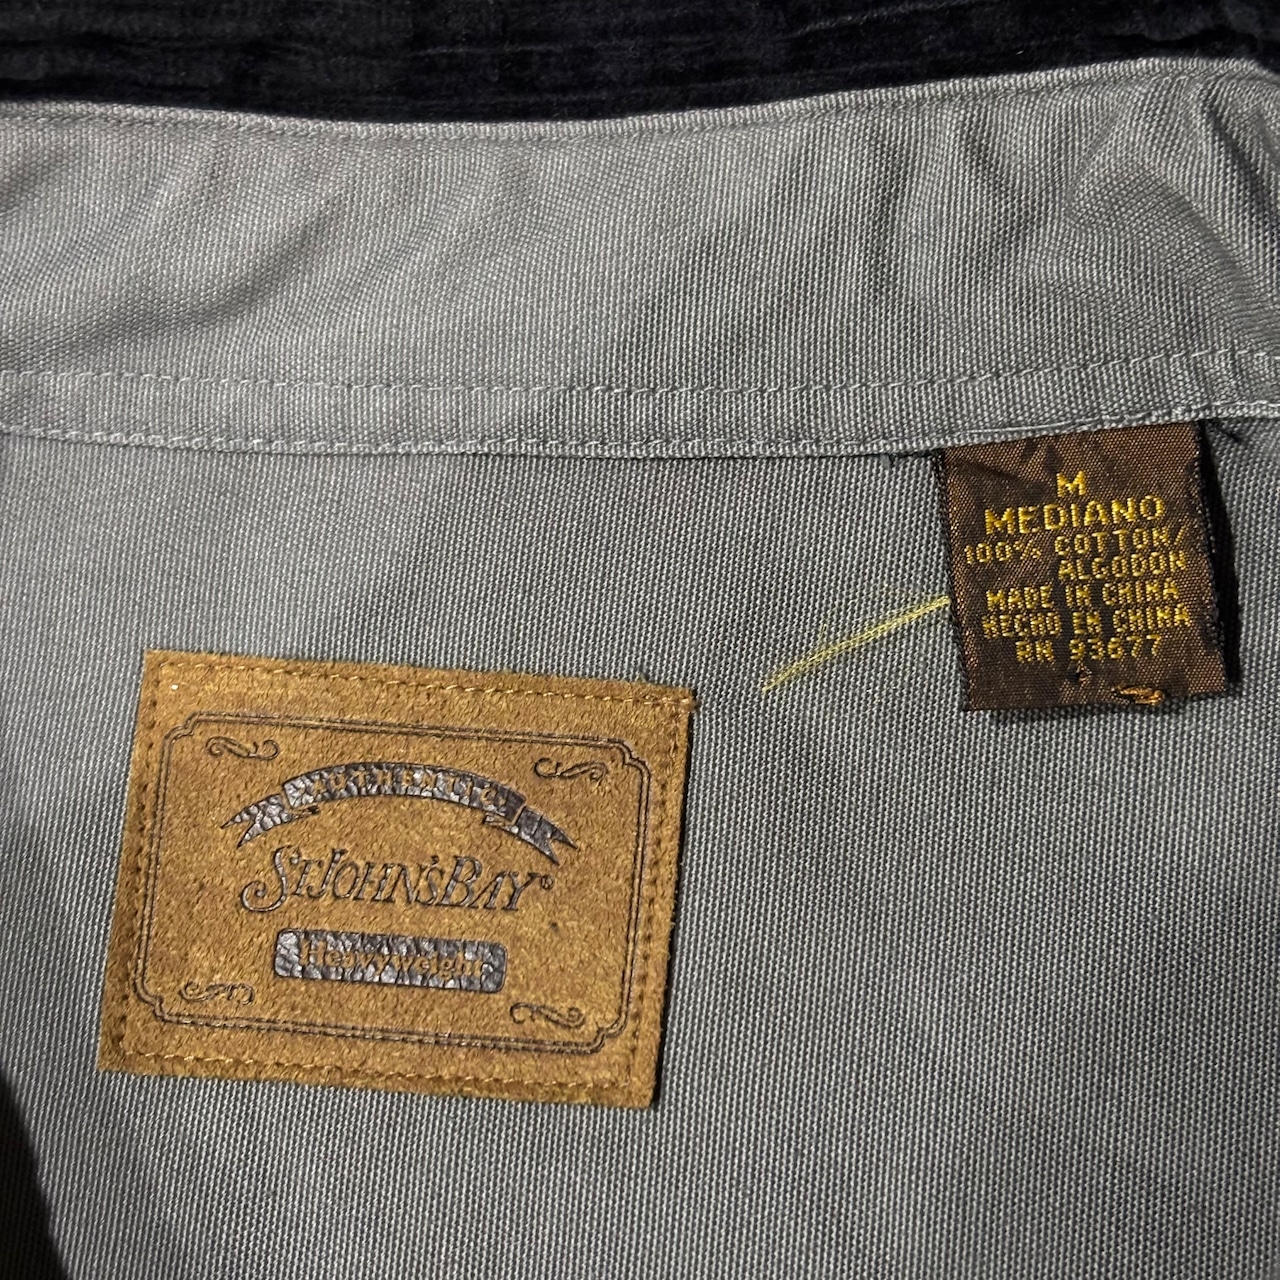 M
MEDIANO
100% COTTON/
ALGODON
MADE IN CHINA
HECHO EN CHINA
RN 93677
AUTHENTIC
ST. JOHN'S BAY®
Heavyweight